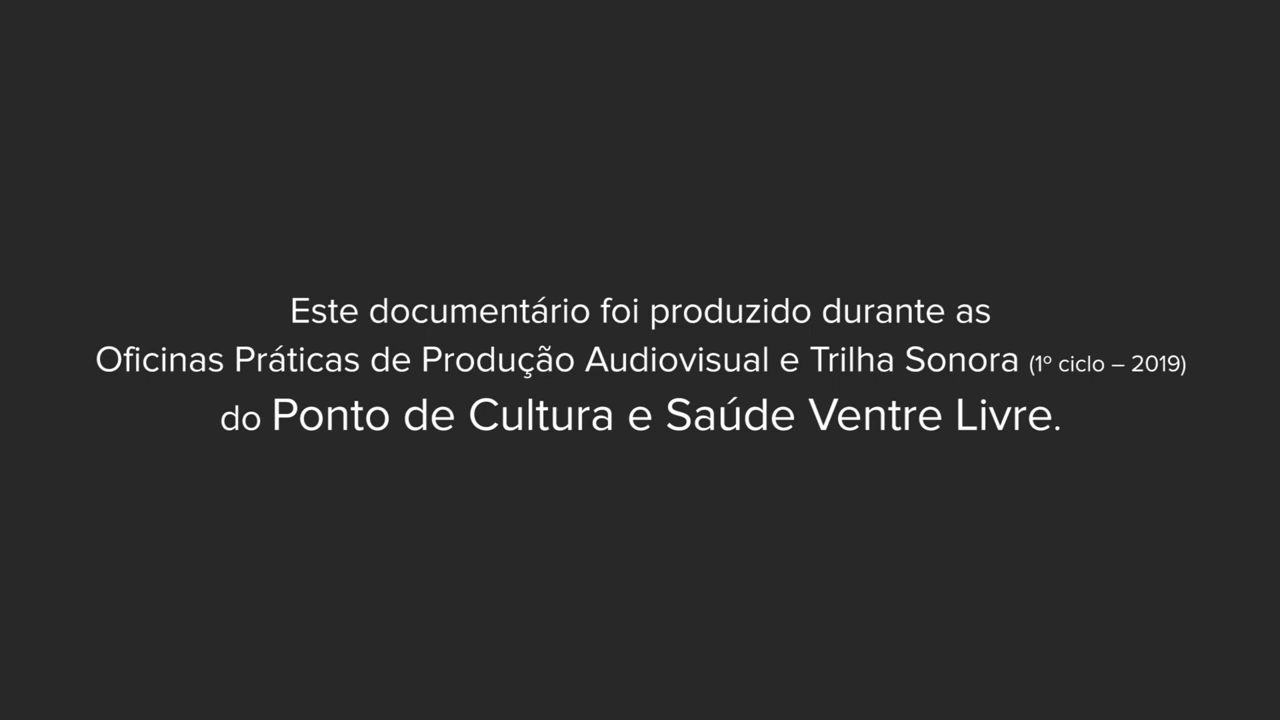 Este documentário foi produzido durante as
Oficinas Práticas de Produção Audiovisual e Trilha Sonora (1º ciclo – 2019)
do Ponto de Cultura e Saúde Ventre Livre.